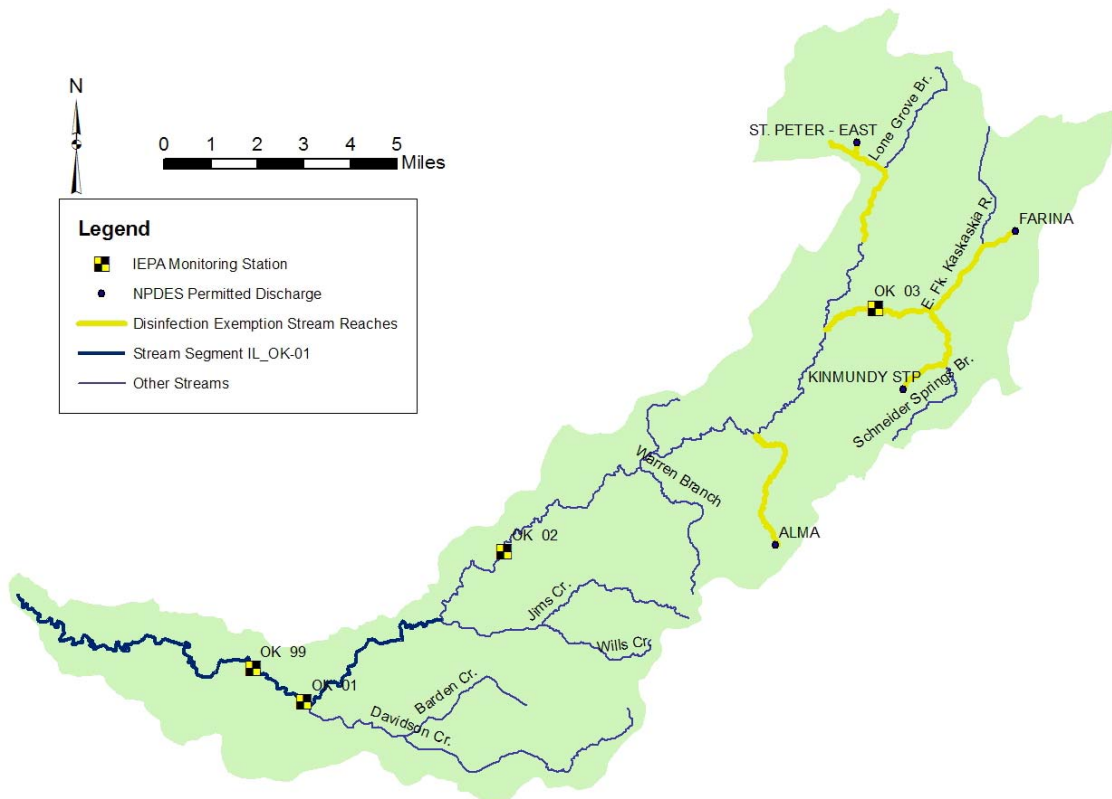 N
0 1 2 3 4 5
Miles
Legend
IEPA Monitoring Station
NPDES Permitted Discharge
Disinfection Exemption Stream Reaches
Stream Segment IL_OK-01
Other Streams
ST. PETER - EAST
Lone Grove Br.
E. Fk. Kaskaskia R.
FARINA
OK 03
KINMUNDY STP
Schneider Springs Br.
Warren Branch
ALMA
OK 02
Jims Cr.
Wills Cr.
OK 99
OK 01
Barden Cr.
Davidson Cr.